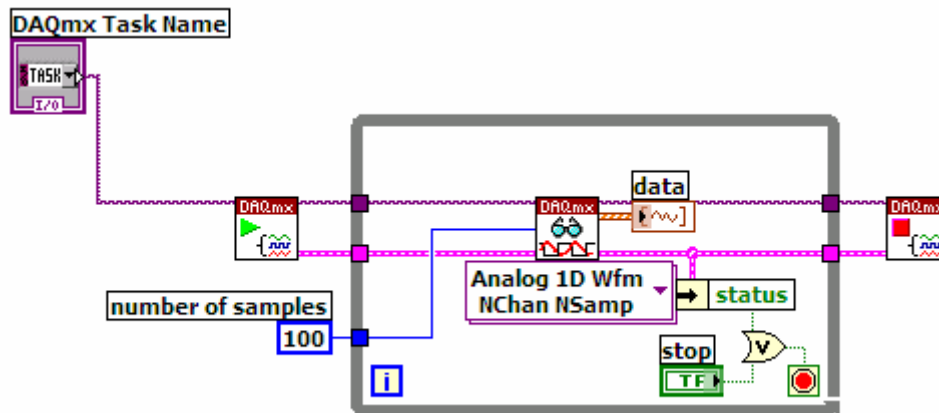 DAQmx Task Name
TASK
I/O
DAQmx
DAQmx
data
DAQmx
Analog 1D Wfm
NChan NSamp
status
number of samples
100
i
stop
TF
V